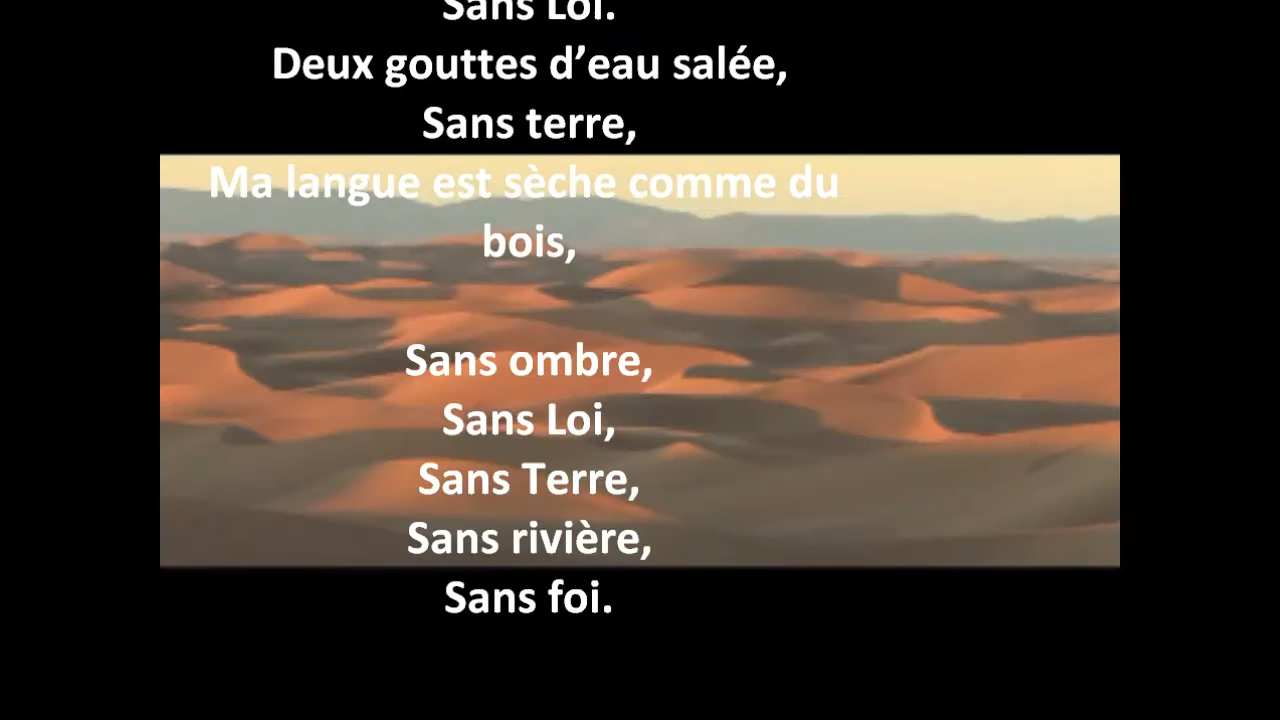 Sans Loi.
Deux gouttes d’eau salée,
Sans terre,
Ma langue est sèche comme du
bois,
Sans ombre,
Sans Loi,
Sans Terre,
Sans rivière,
Sans foi.